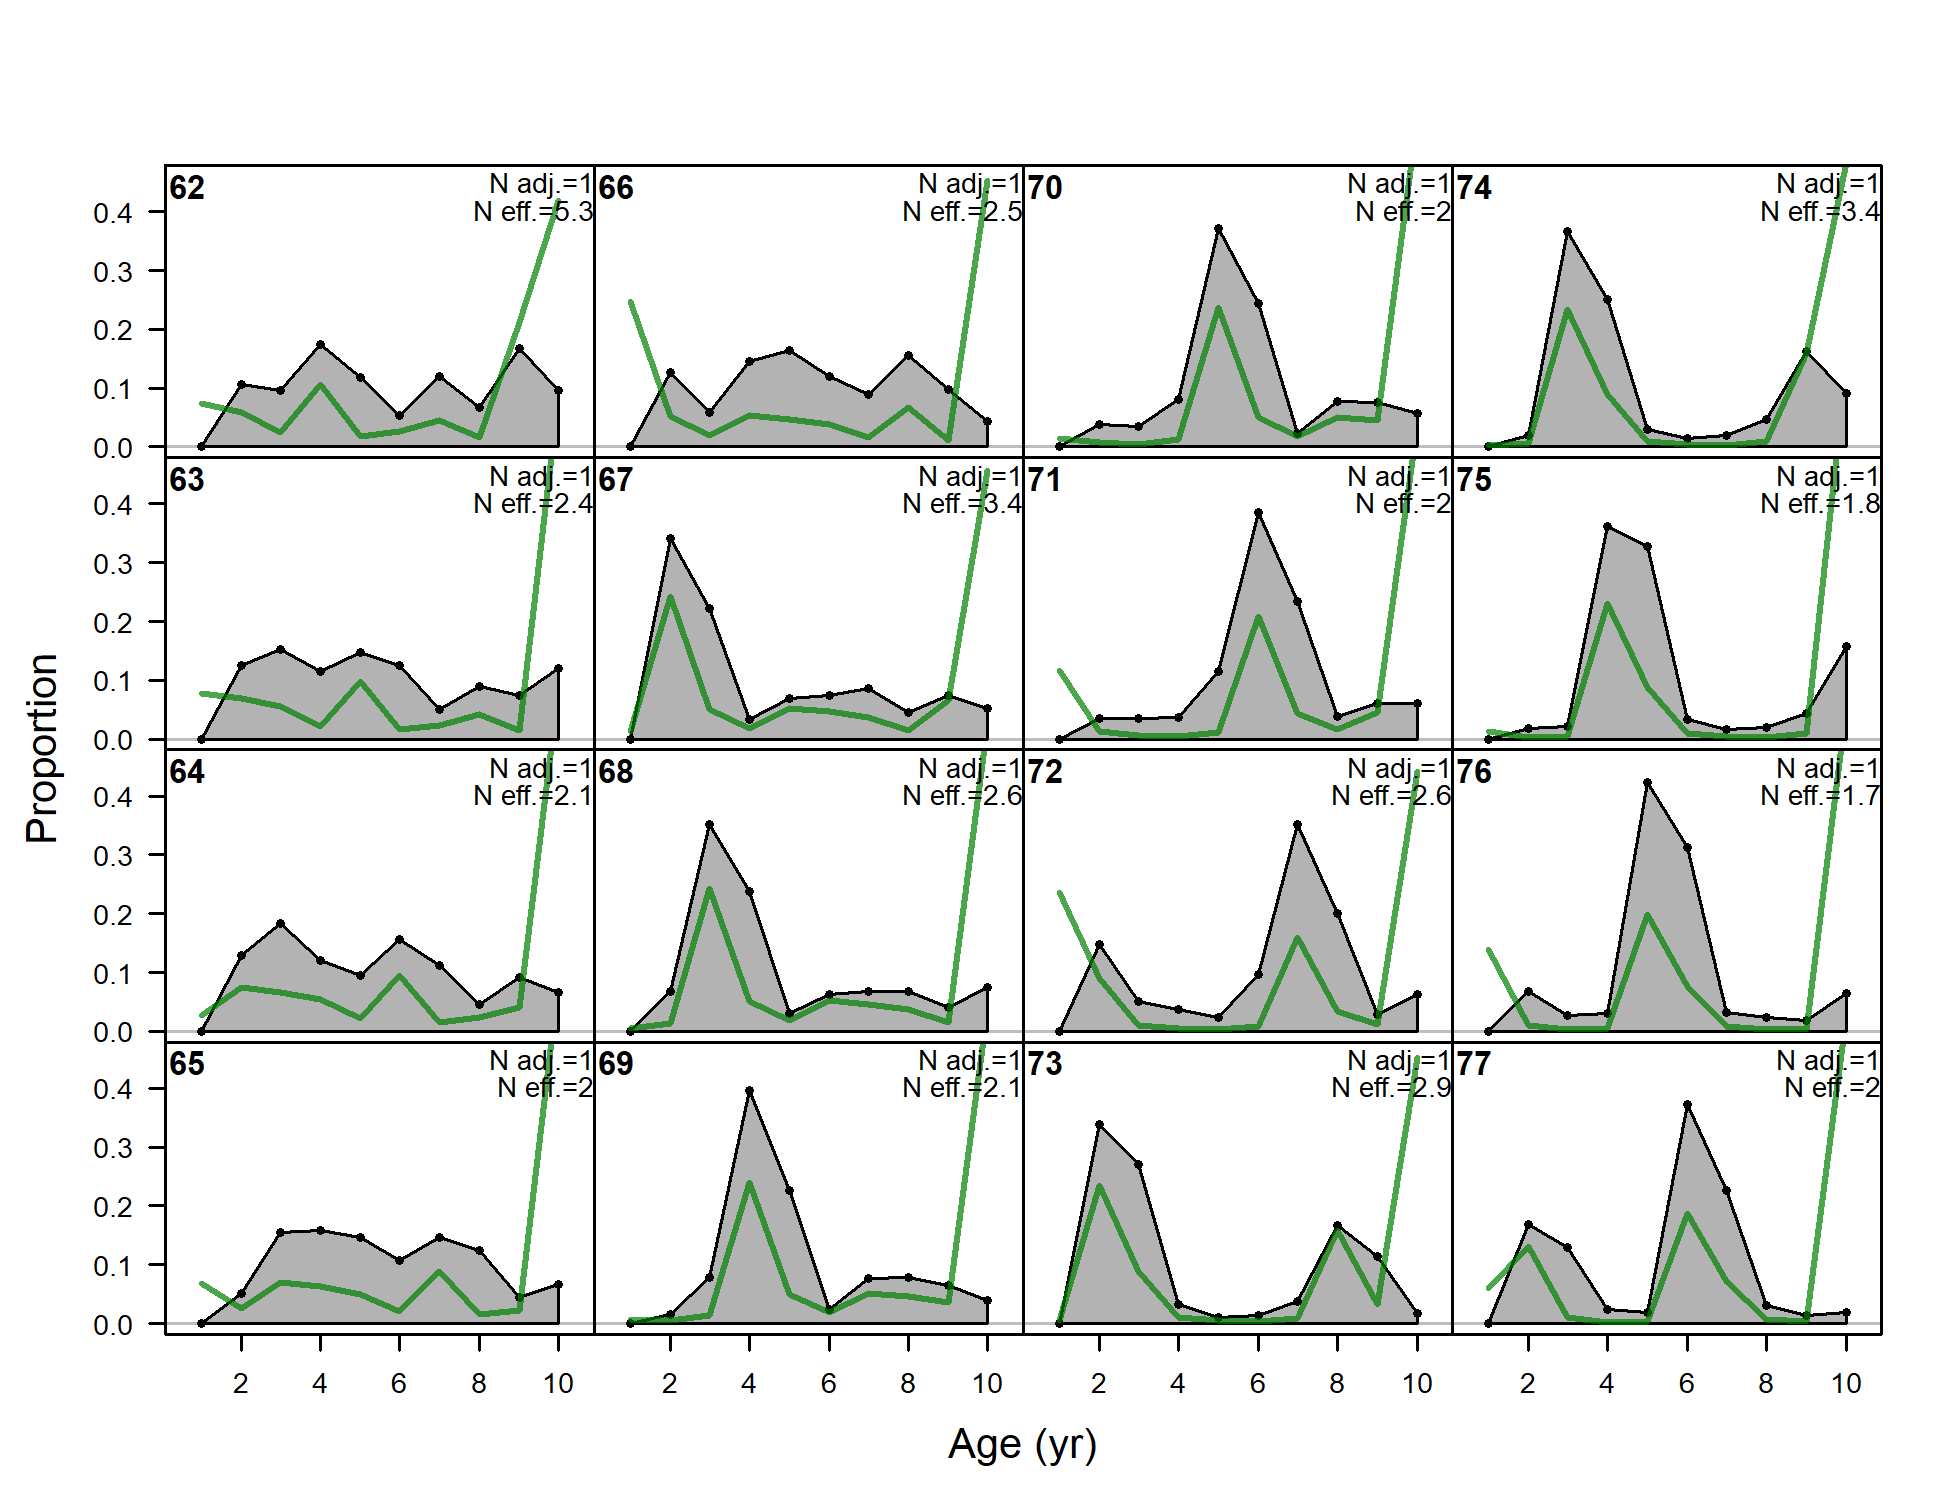 62
N adj.=1
N eff.=5.3
66
N adj.=1
N eff.=2.5
70
N adj.=1
N eff.=2
74
N adj.=1
N eff.=3.4
0.4
0.3
0.2
0.1
0.0
63
N adj.=1
N eff.=2.4
67
N adj.=1
N eff.=3.4
71
N adj.=1
N eff.=2
75
N adj.=1
N eff.=1.8
0.4
0.3
0.2
0.1
0.0
64
N adj.=1
N eff.=2.1
68
N adj.=1
N eff.=2.6
72
N adj.=1
N eff.=2.6
76
N adj.=1
N eff.=1.7
0.4
0.3
0.2
0.1
0.0
65
N adj.=1
N eff.=2
69
N adj.=1
N eff.=2.1
73
N adj.=1
N eff.=2.9
77
N adj.=1
N eff.=2
0.4
0.3
0.2
0.1
0.0
2 4 6 8 10 2 4 6 8 10 2 4 6 8 10 2 4 6 8 10
Proportion
Age (yr)